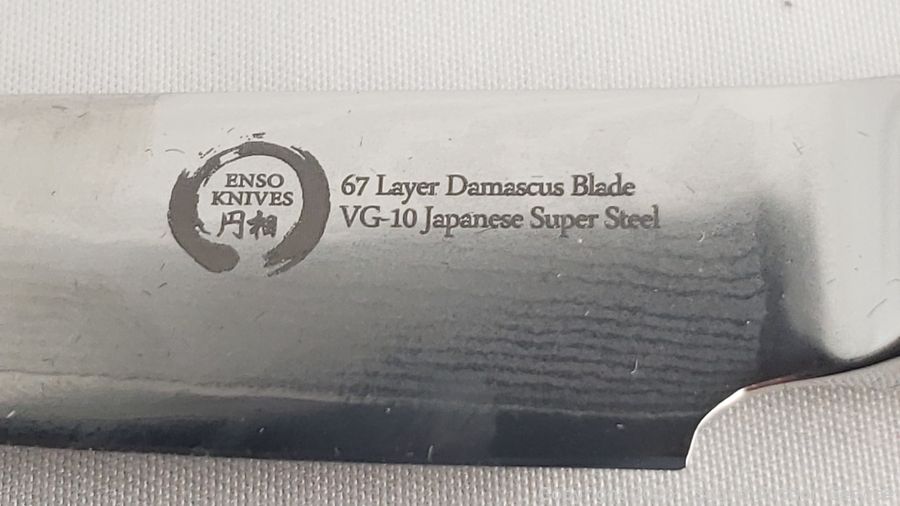 ENSO
KNIVES
円相
67 Layer Damascus Blade
VG-10 Japanese Super Steel